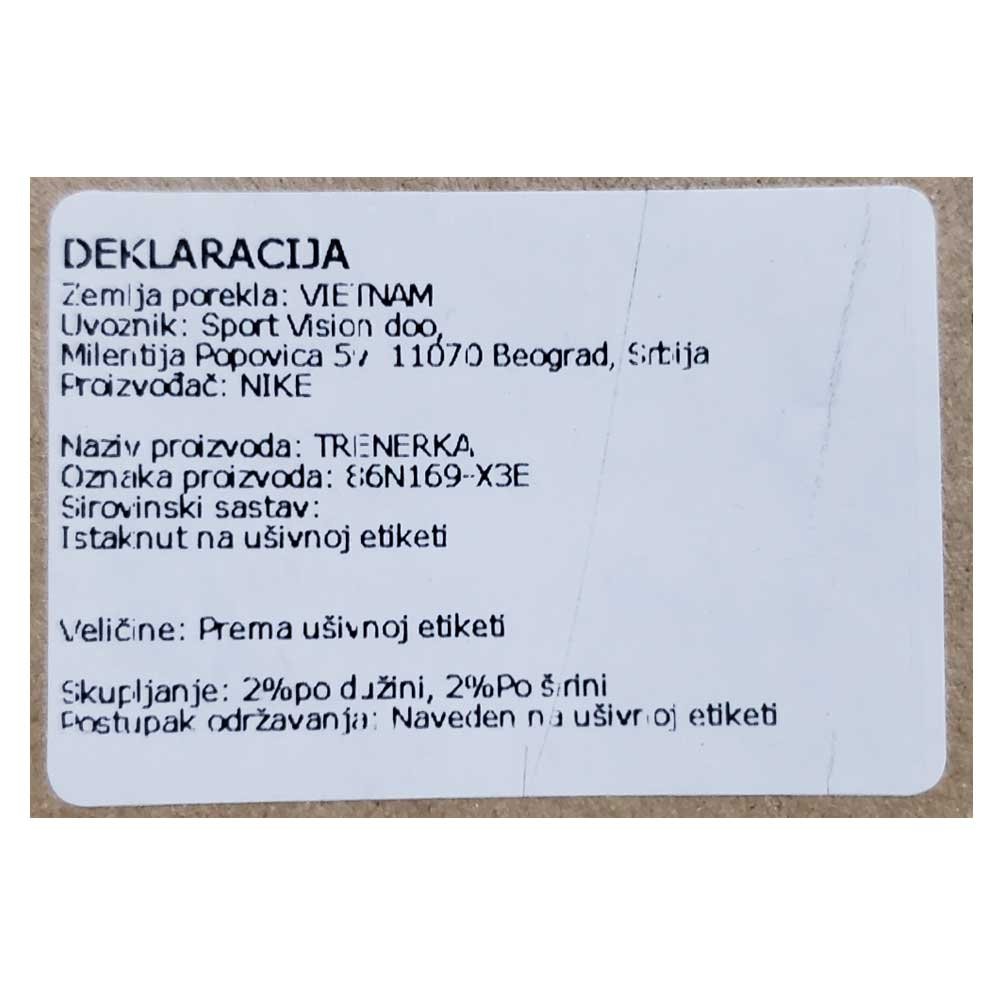 DEKLARACIJA
Zemlja porekla: VIETNAM
Uvoznik: Sport Vision doo,
Milentija Popovica 5v 11070 Beograd, Srbija
Proizvođač: NIKE
Naziv proizvoda: TRENERKA
Oznaka proizvoda: 86N169-X3E
Sirovinski sastav:
Istaknut na ušivnoj etiketi
Veličine: Prema ušivnoj etiketi
Skupljanje: 2%po dužini, 2%Po širini
Postupak održavanja: Naveden na ušivnoj etiketi